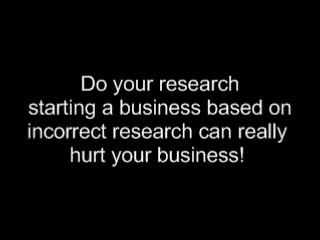 Do your research
starting a business based on
incorrect research can really
hurt your business!